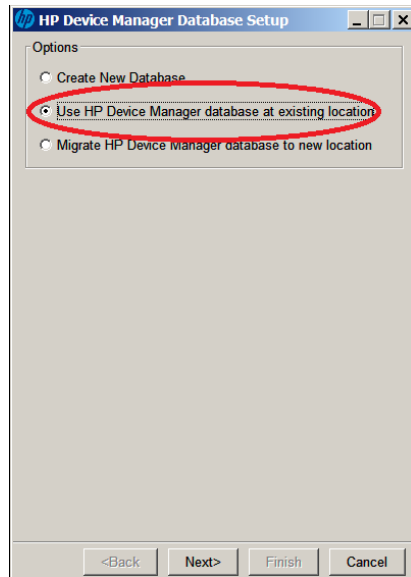 hp HP Device Manager Database Setup
Options
Create New Database
Use HP Device Manager database at existing location
Migrate HP Device Manager database to new location
<Back Next> Finish Cancel